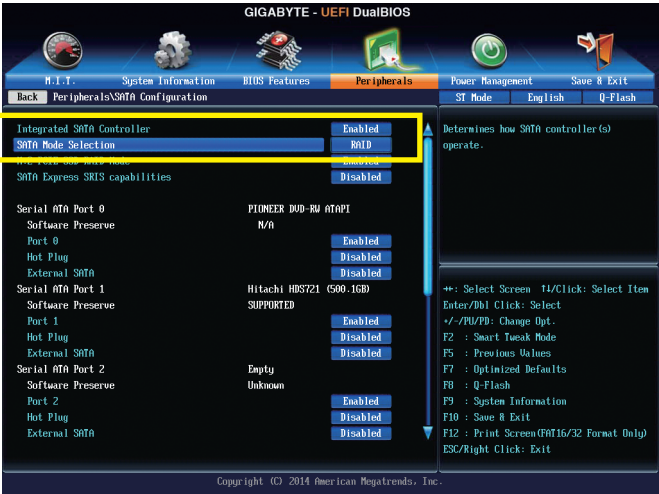 GIGABYTE - UEFI DualBIOS
M.I.T. System Information BIOS Features Peripherals Power Management Save & Exit
Back Peripherals\SATA Configuration ST Mode English Q-Flash
Integrated SATA Controller Enabled
SATA Mode Selection RAID
M.2 PCIE SSD RAID Mode Enabled
SATA Express SRIS capabilities Disabled
Serial ATA Port 0 PIONEER DVD-RW ATAPI
Software Preserve N/A
Port 0 Enabled
Hot Plug Disabled
External SATA Disabled
Serial ATA Port 1 Hitachi HDS721 (500.1GB)
Software Preserve SUPPORTED
Port 1 Enabled
Hot Plug Disabled
External SATA Disabled
Serial ATA Port 2 Empty
Software Preserve Unknown
Port 2 Enabled
Hot Plug Disabled
External SATA Disabled
Determines how SATA controller(s)
operate.
↔: Select Screen ↑↓/Click: Select Item
Enter/Dbl Click: Select
+/-/PU/PD: Change Opt.
F2 : Smart Tweak Mode
F5 : Previous Values
F7 : Optimized Defaults
F8 : Q-Flash
F9 : System Information
F10 : Save & Exit
F12 : Print Screen(FAT16/32 Format Only)
ESC/Right Click: Exit
Copyright (C) 2014 American Megatrends, Inc.